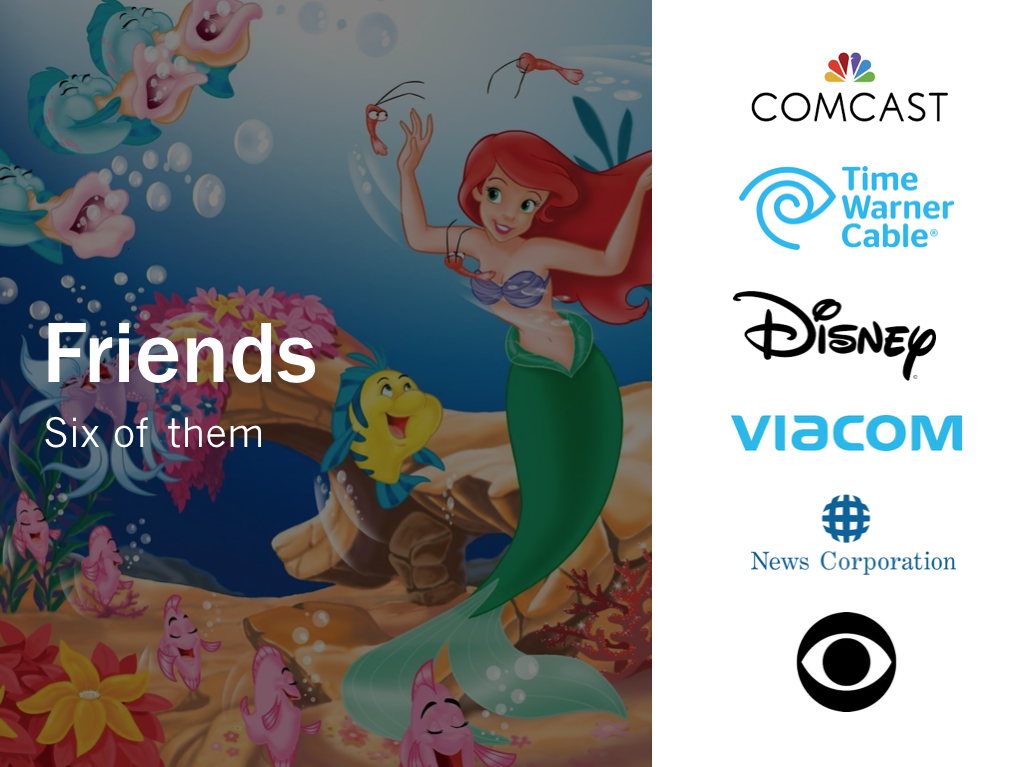 Friends
Six of them
COMCAST
Time
Warner
Cable®
Disney
VIACOM
News Corporation